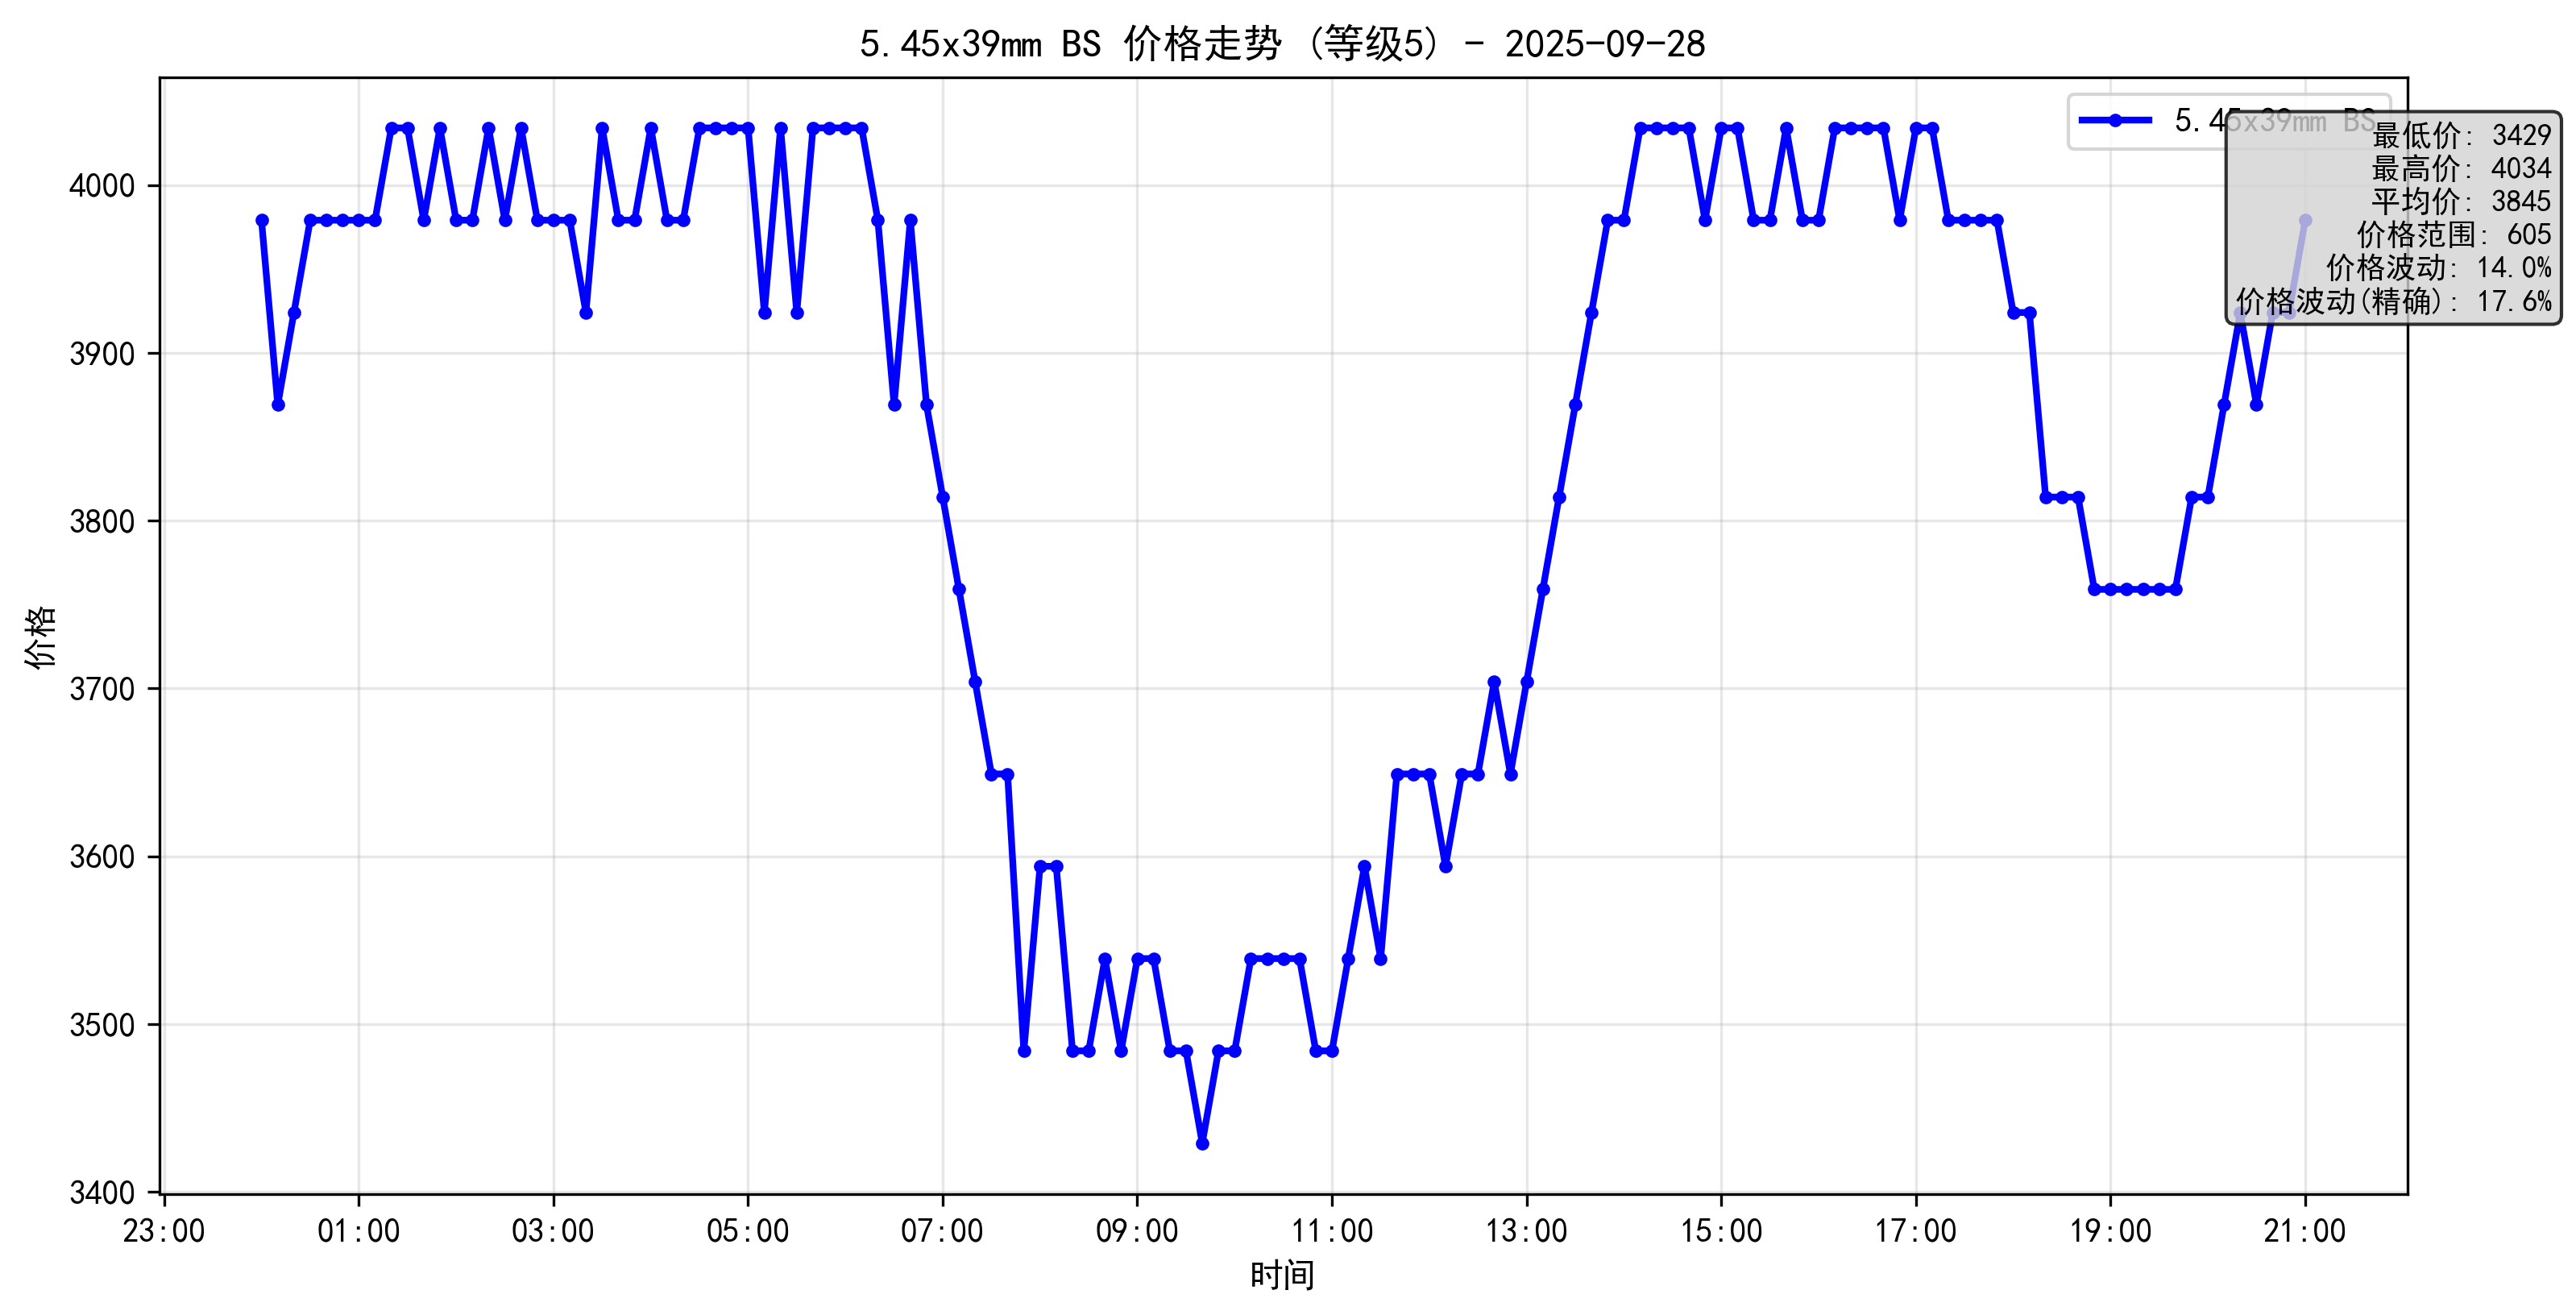 5.45x39mm BS 价格走势 (等级5) - 2025-09-28
5.45x39mm BS
最低价: 3429
最高价: 4034
平均价: 3845
价格范围: 605
价格波动: 14.0%
价格波动(精确): 17.6%
价格
4000
3900
3800
3700
3600
3500
3400
23:00 01:00 03:00 05:00 07:00 09:00 11:00 13:00 15:00 17:00 19:00 21:00
时间